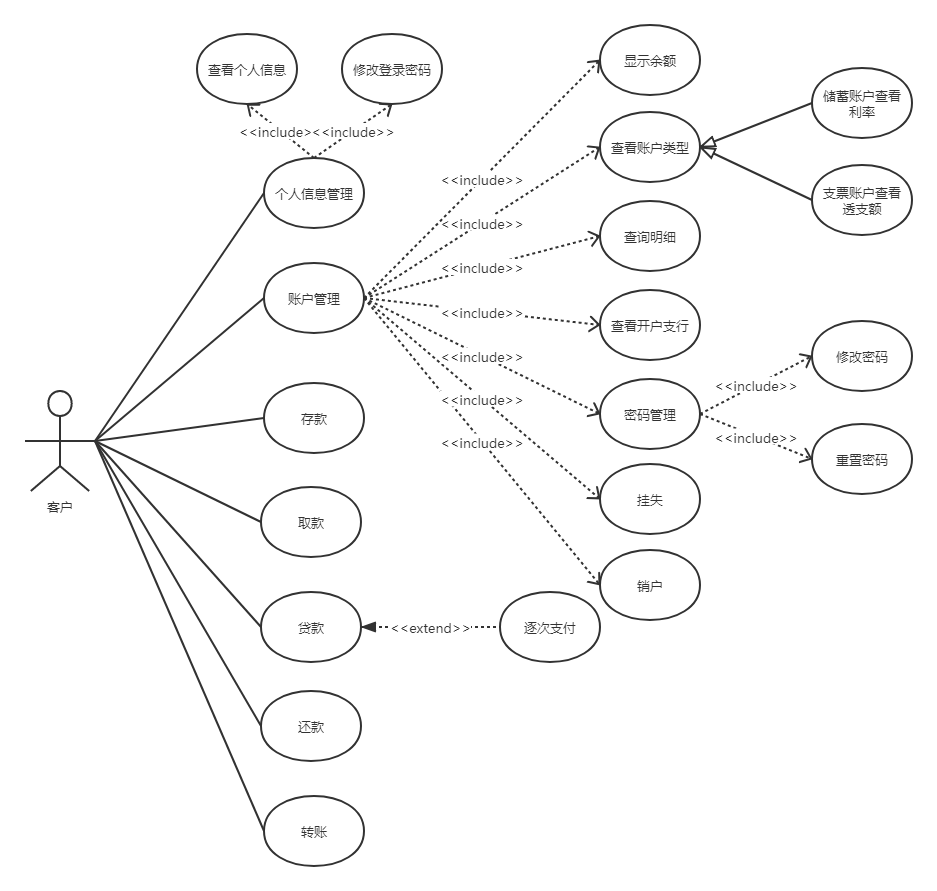 查看个人信息
修改登录密码
显示余额
<<include>
<<include>>
储蓄账户查看
利率
查看账户类型
<<include>>
个人信息管理
支票账户查看
透支额
<<include>>
查询明细
<<include>>
账户管理
<<include>>
查看开户支行
<<include>>
修改密码
<<include>>
<<include>>
存款
密码管理
<<include>>
<<include>>
重置密码
挂失
客户
取款
销户
贷款
<<extend>>
逐次支付
还款
转账